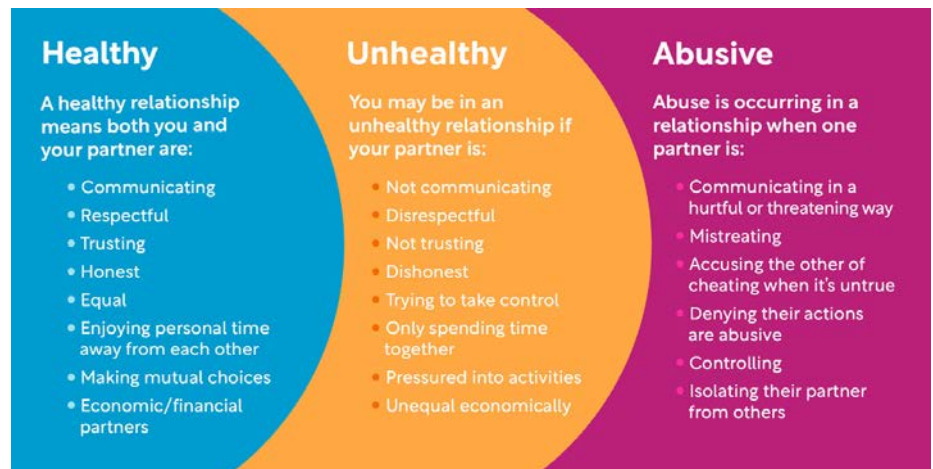 Healthy
A healthy relationship
means both you and
your partner are:
• Communicating
• Respectful
• Trusting
• Honest
• Equal
• Enjoying personal time
away from each other
• Making mutual choices
• Economic/financial
partners
Unhealthy
You may be in an
unhealthy relationship if
your partner is:
• Not communicating
• Disrespectful
• Not trusting
• Dishonest
• Trying to take control
• Only spending time
together
• Pressured into activities
• Unequal economically
Abusive
Abuse is occurring in a
relationship when one
partner is:
• Communicating in a
hurtful or threatening way
• Mistreating
• Accusing the other of
cheating when it's untrue
• Denying their actions
are abusive
• Controlling
• Isolating their partner
from others